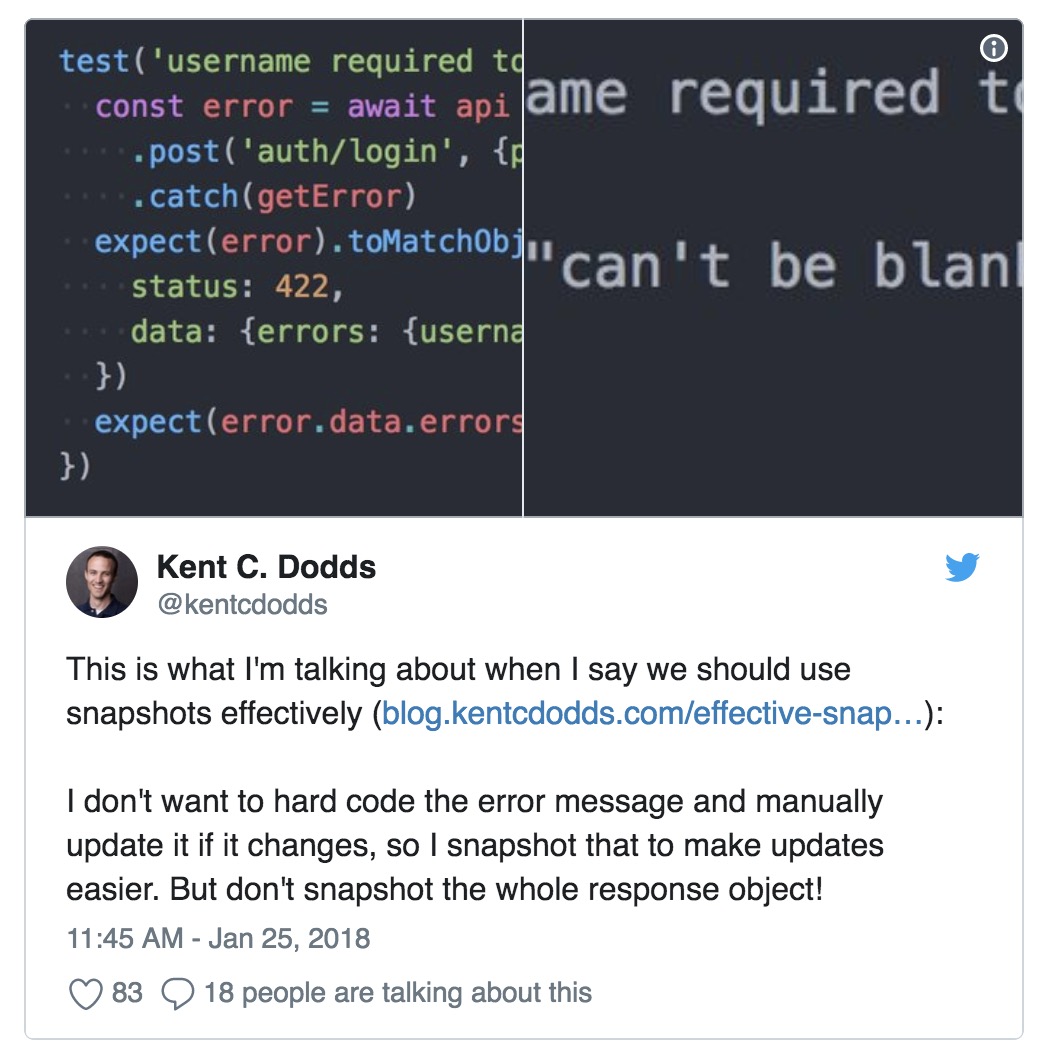 test('username required to
const error = await api
.post('auth/login', {p
.catch(getError)
expect(error).toMatchObj
status: 422,
data: {errors: {userna
})
expect(error.data.errors
})
ame required to
"can't be blank
Kent C. Dodds
@kentcdodds
This is what I'm talking about when I say we should use
snapshots effectively (blog.kentcdodds.com/effective-snap…):
I don't want to hard code the error message and manually
update it if it changes, so I snapshot that to make updates
easier. But don't snapshot the whole response object!
11:45 AM - Jan 25, 2018
83 18 people are talking about this